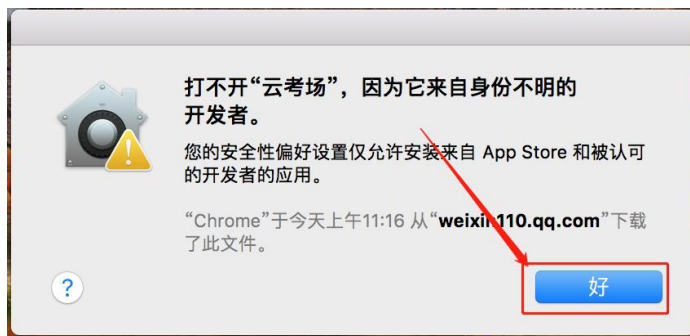 打不开“云考场”，因为它来自身份不明的
开发者。
您的安全性偏好设置仅允许安装来自 App Store 和被认可
的开发者的应用。
“Chrome”于今天上午11:16 从“weixin110.qq.com”下载
了此文件。
?
好